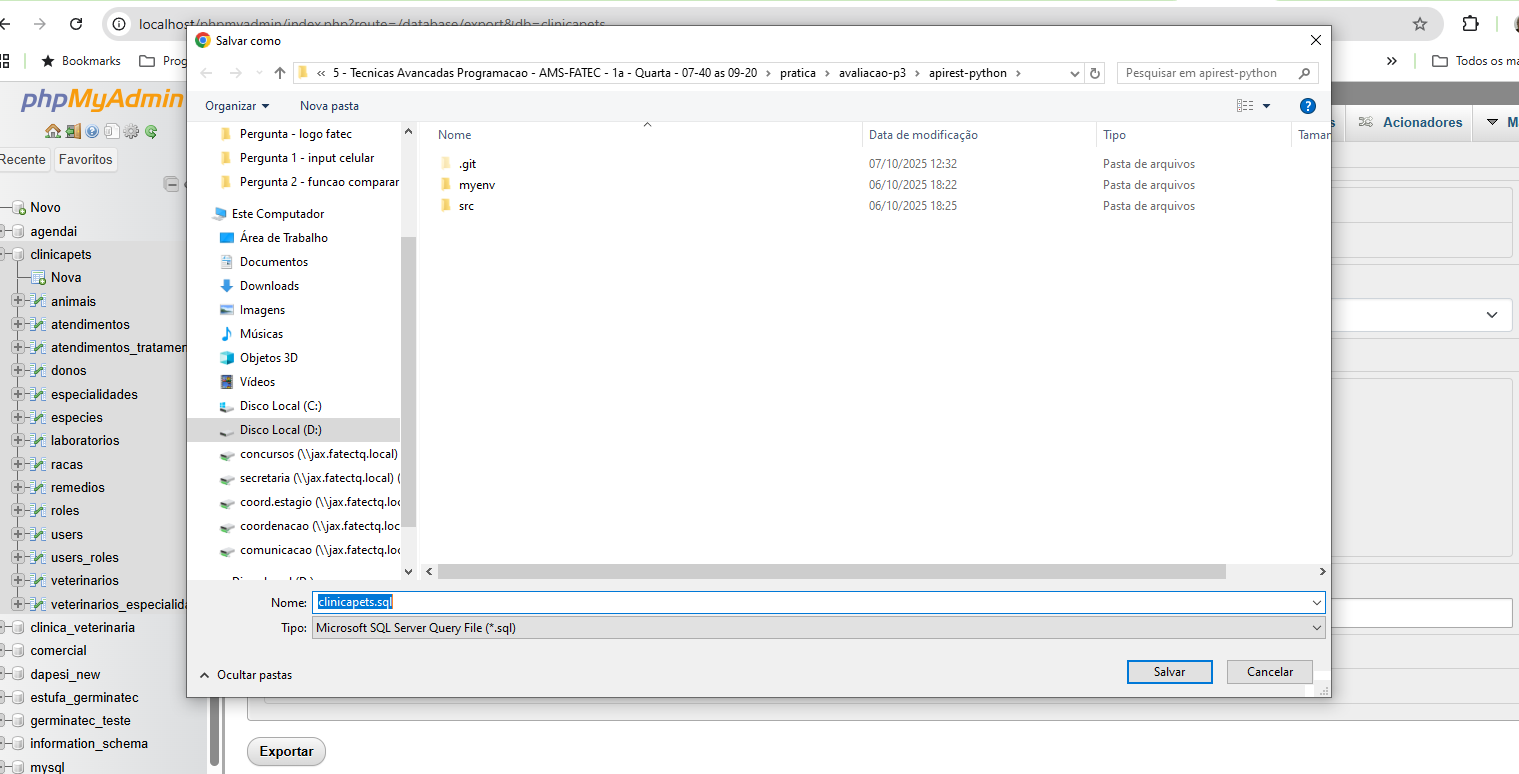 localhost/phpmyadmin/index.php?route=/database/export&db=clinicapets
Bookmarks
Prog
Todos os ma
phpMyAdmin
Recente
Favoritos
Novo
agendai
clinicapets
Nova
animais
atendimentos
atendimentos_tratamen
donos
especialidades
especies
laboratorios
racas
remedios
roles
users
users_roles
veterinarios
veterinarios_especialida
clinica_veterinaria
comercial
dapesi_new
estufa_germinatec
germinatec_teste
information_schema
mysql
Salvar como
« 5 - Tecnicas Avancadas Programacao - AMS-FATEC - 1a - Quarta - 07-40 as 09-20 > pratica > avaliacao-p3 > apirest-python >
Pesquisar em apirest-python
Organizar
Nova pasta
Pergunta - logo fatec
Pergunta 1 - input celular
Pergunta 2 - funcao comparar
Este Computador
Área de Trabalho
Documentos
Downloads
Imagens
Músicas
Objetos 3D
Vídeos
Disco Local (C:)
Disco Local (D:)
concursos (\\jax.fatectq.local)
secretaria (\\jax.fatectq.local) (
coord.estagio (\\jax.fatectq.loc
coordenacao (\\jax.fatectq.loc
comunicacao (\\jax.fatectq.loc
Disco Local (D:)
Nome Data de modificação Tipo Taman
.git 07/10/2025 12:32 Pasta de arquivos
myenv 06/10/2025 18:22 Pasta de arquivos
src 06/10/2025 18:25 Pasta de arquivos
Nome: clinicapets.sql
Tipo: Microsoft SQL Server Query File (*.sql)
Ocultar pastas
Salvar
Cancelar
s
Acionadores
M
Exportar